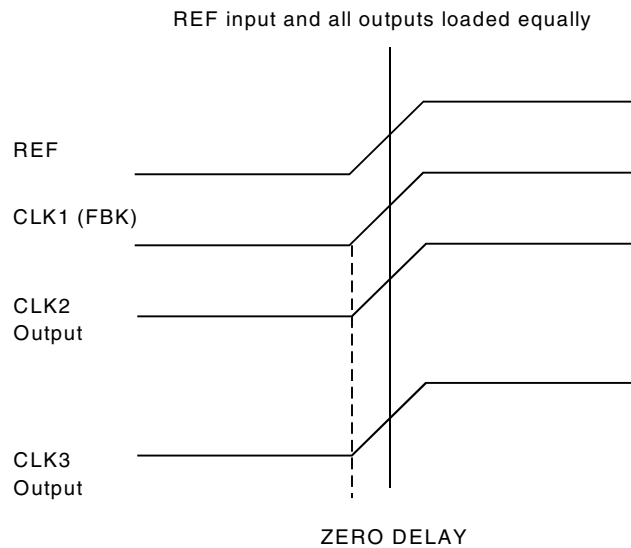 REF input and all outputs loaded equally
REF
CLK1 (FBK)
CLK2
Output
CLK3
Output
ZERO DELAY